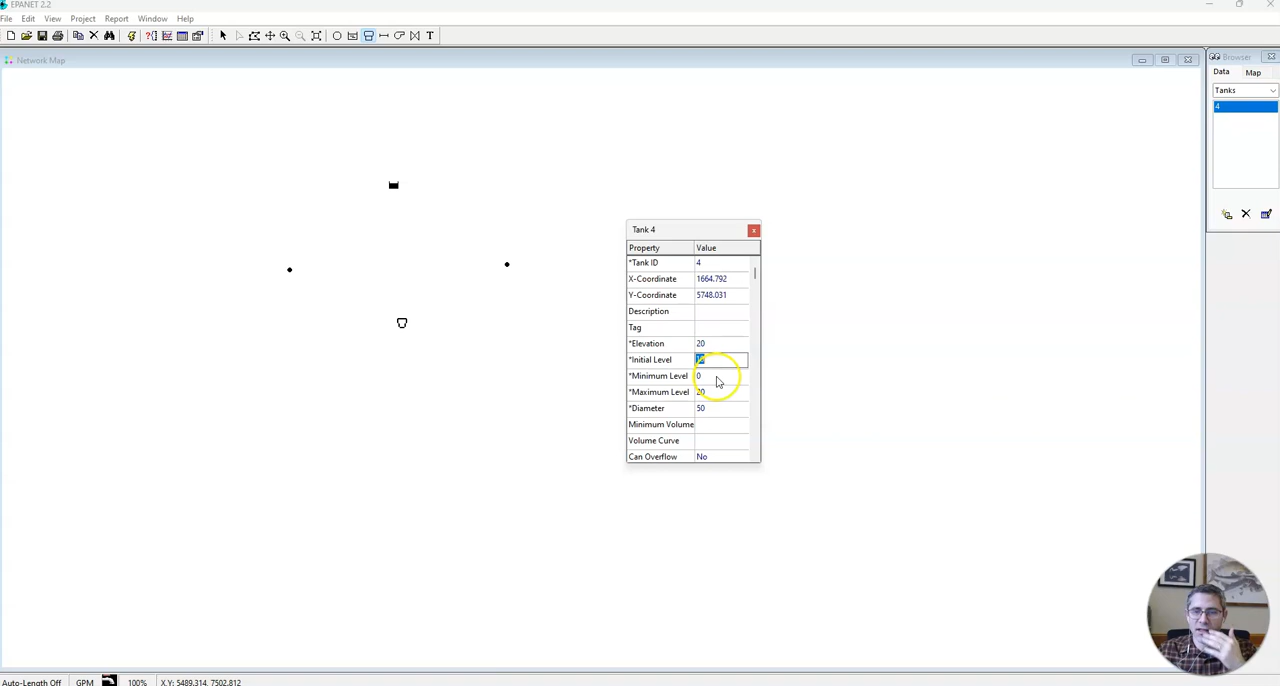 EPANET 2.2
File Edit View Project Report Window Help
T
Network Map
Browser
Data Map
Tanks
4
Tank 4
Property Value
*Tank ID 4
X-Coordinate 1664.792
Y-Coordinate 5748.031
Description
Tag
*Elevation 20
*Initial Level
*Minimum Level 0
*Maximum Level 20
*Diameter 50
Minimum Volume
Volume Curve
Can Overflow No
Auto-Length Off GPM 100% X,Y: 5489.314, 7502.812